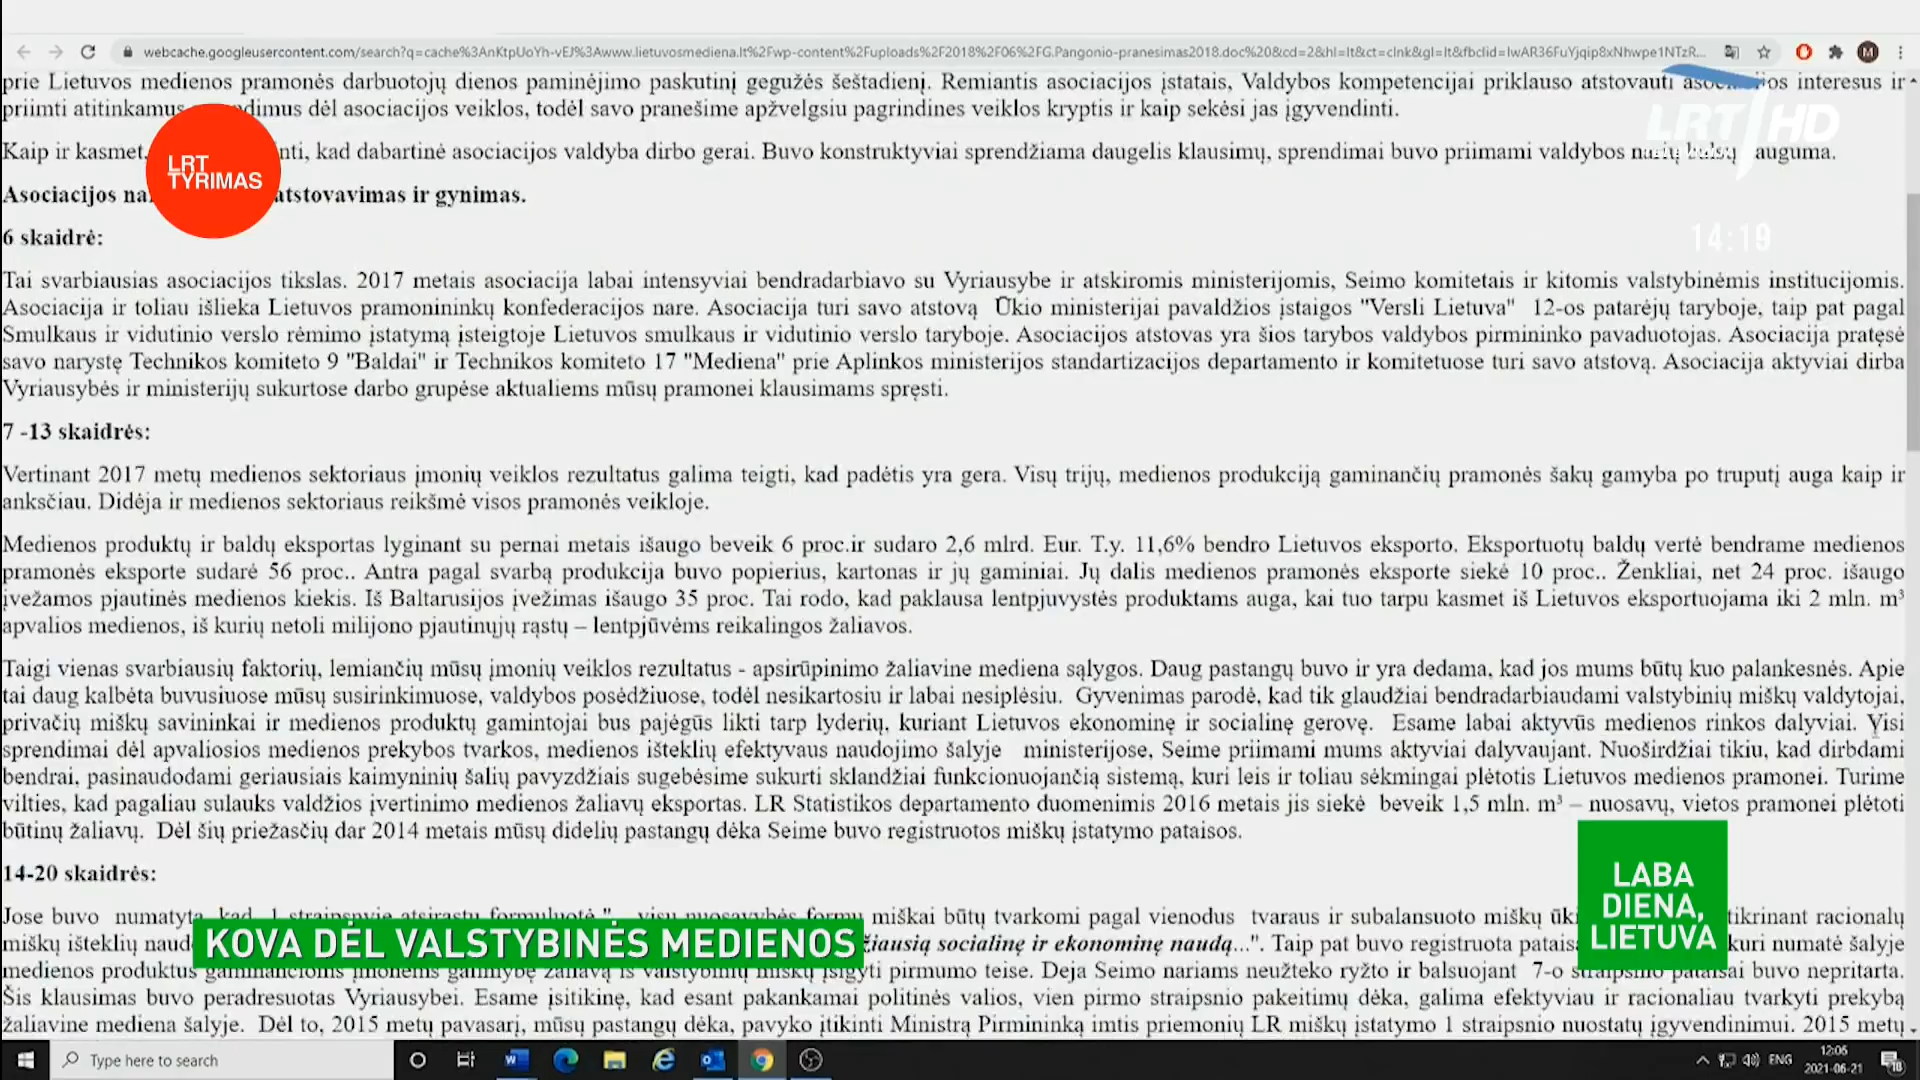 webcache.googleusercontent.com/search?q=cache%3AnKtpUoYh-vEJ%3Awww.lietuvosmediena.lt%2Fwp-content%2Fuploads%2F2018%2F06%2FG.Pangonio-pranesimas2018.doc%20&cd=2&hl=lt&ct=clnk&gl=lt&fbclid=IwAR36FuYjqip8xNhwpe1NTzR...
prie Lietuvos medienos pramonės darbuotojų dienos paminėjimo paskutinį gegužės šeštadienį. Remiantis asociacijos įstatais, Valdybos kompetencijai priklauso atstovauti interesus ir
priimti atitinkamus dėl asociacijos veiklos, todėl savo pranešime apžvelgsiu pagrindines veiklos kryptis ir kaip sekėsi jas įgyvendinti.
LRT HD
Kaip ir kasmet, kad dabartinė asociacijos valdyba dirbo gerai. Buvo konstruktyviai sprendžiama daugelis klausimų, sprendimai buvo priimami valdybos narių balsų dauguma.
LRT
TYRIMAS
Asociacijos atstovavimas ir gynimas.
6 skaidrė:
14:19
Tai svarbiausias asociacijos tikslas. 2017 metais asociacija labai intensyviai bendradarbiavo su Vyriausybe ir atskiromis ministerijomis, Seimo komitetais ir kitomis valstybinėmis institucijomis.
Asociacija ir toliau išlieka Lietuvos pramonininkų konfederacijos nare. Asociacija turi savo atstovą Ūkio ministerijai pavaldžios įstaigos "Versli Lietuva" 12-os patarėjų taryboje, taip pat pagal
Smulkaus ir vidutinio verslo rėmimo įstatymą įsteigtoje Lietuvos smulkaus ir vidutinio verslo taryboje. Asociacijos atstovas yra šios tarybos valdybos pirmininko pavaduotojas. Asociacija pratęsė
savo narystę Technikos komiteto 9 "Baldai" ir Technikos komiteto 17 "Mediena" prie Aplinkos ministerijos standartizacijos departamento ir komitetuose turi savo atstovą. Asociacija aktyviai dirba
Vyriausybės ir ministerijų sukurtose darbo grupėse aktualiems mūsų pramonei klausimams spręsti.
7 -13 skaidrės:
Vertinant 2017 metų medienos sektoriaus įmonių veiklos rezultatus galima teigti, kad padėtis yra gera. Visų trijų, medienos produkciją gaminančių pramonės šakų gamyba po truputį auga kaip ir
anksčiau. Didėja ir medienos sektoriaus reikšmė visos pramonės veikloje.
Medienos produktų ir baldų eksportas lyginant su pernai metais išaugo beveik 6 proc.ir sudaro 2,6 mlrd. Eur. T.y. 11,6% bendro Lietuvos eksporto. Eksportuotų baldų vertė bendrame medienos
pramonės eksporte sudarė 56 proc.. Antra pagal svarbą produkcija buvo popierius, kartonas ir jų gaminiai. Jų dalis medienos pramonės eksporte siekė 10 proc.. Ženkliai, net 24 proc. išaugo
įvežamos pjautinės medienos kiekis. Iš Baltarusijos įvežimas išaugo 35 proc. Tai rodo, kad paklausa lentpjuvystės produktams auga, kai tuo tarpu kasmet iš Lietuvos eksportuojama iki 2 mln. m³
apvalios medienos, iš kurių netoli milijono pjautinųjų rąstų – lentpjūvėms reikalingos žaliavos.
Taigi vienas svarbiausių faktorių, lemiančių mūsų įmonių veiklos rezultatus - apsirūpinimo žaliavine mediena sąlygos. Daug pastangų buvo ir yra dedama, kad jos mums būtų kuo palankesnės. Apie
tai daug kalbėta buvusiuose mūsų susirinkimuose, valdybos posėdžiuose, todėl nesikartosiu ir labai nesiplėsiu. Gyvenimas parodė, kad tik glaudžiai bendradarbiaudami valstybinių miškų valdytojai,
privačių miškų savininkai ir medienos produktų gamintojai bus pajėgūs likti tarp lyderių, kuriant Lietuvos ekonominę ir socialinę gerovę. Esame labai aktyvūs medienos rinkos dalyviai. Visi
sprendimai dėl apvaliosios medienos prekybos tvarkos, medienos išteklių efektyvaus naudojimo šalyje ministerijose, Seime priimami mums aktyviai dalyvaujant. Nuoširdžiai tikiu, kad dirbdami
bendrai, pasinaudodami geriausiais kaimyninių šalių pavyzdžiais sugebėsime sukurti sklandžiai funkcionuojančią sistemą, kuri leis ir toliau sėkmingai plėtotis Lietuvos medienos pramonei. Turime
vilties, kad pagaliau sulauks valdžios įvertinimo medienos žaliavų eksportas. LR Statistikos departamento duomenimis 2016 metais jis siekė beveik 1,5 mln. m³ – nuosavų, vietos pramonei plėtoti
būtinų žaliavų. Dėl šių priežasčių dar 2014 metais mūsų didelių pastangų dėka Seime buvo registruotos miškų įstatymo pataisos.
14-20 skaidrės:
Jose buvo numatyta, kad 1 straipsnyje atsirastų formuluotė "...visų nuosavybės formų miškai būtų tvarkomi pagal vienodus tvaraus ir subalansuoto miškų racionalų
miškų išteklių socialinę ir ekonominę naudą...". Taip pat buvo registruota kuri numatė šalyje
medienos produktus gaminančioms įmonėms galimybę žaliavą iš valstybinių miškų įsigyti pirmumo teise. Deja Seimo nariams neužteko ryžto ir balsuojant 7-o straipsnio pataisai buvo nepritarta.
Šis klausimas buvo peradresuotas Vyriausybei. Esame įsitikinę, kad esant pakankamai politinės valios, vien pirmo straipsnio pakeitimų dėka, galima efektyviau ir racionaliau tvarkyti prekybą
žaliavine mediena šalyje. Dėl to, 2015 metų pavasarį, mūsų pastangų dėka, pavyko įtikinti Ministrą Pirmininką imtis priemonių LR miškų įstatymo 1 straipsnio nuostatų įgyvendinimui. 2015 metų
KOVA DĖL VALSTYBINĖS MEDIENOS
LABA
DIENA,
LIETUVA
Type here to search
ENG
12:05
2021-06-21